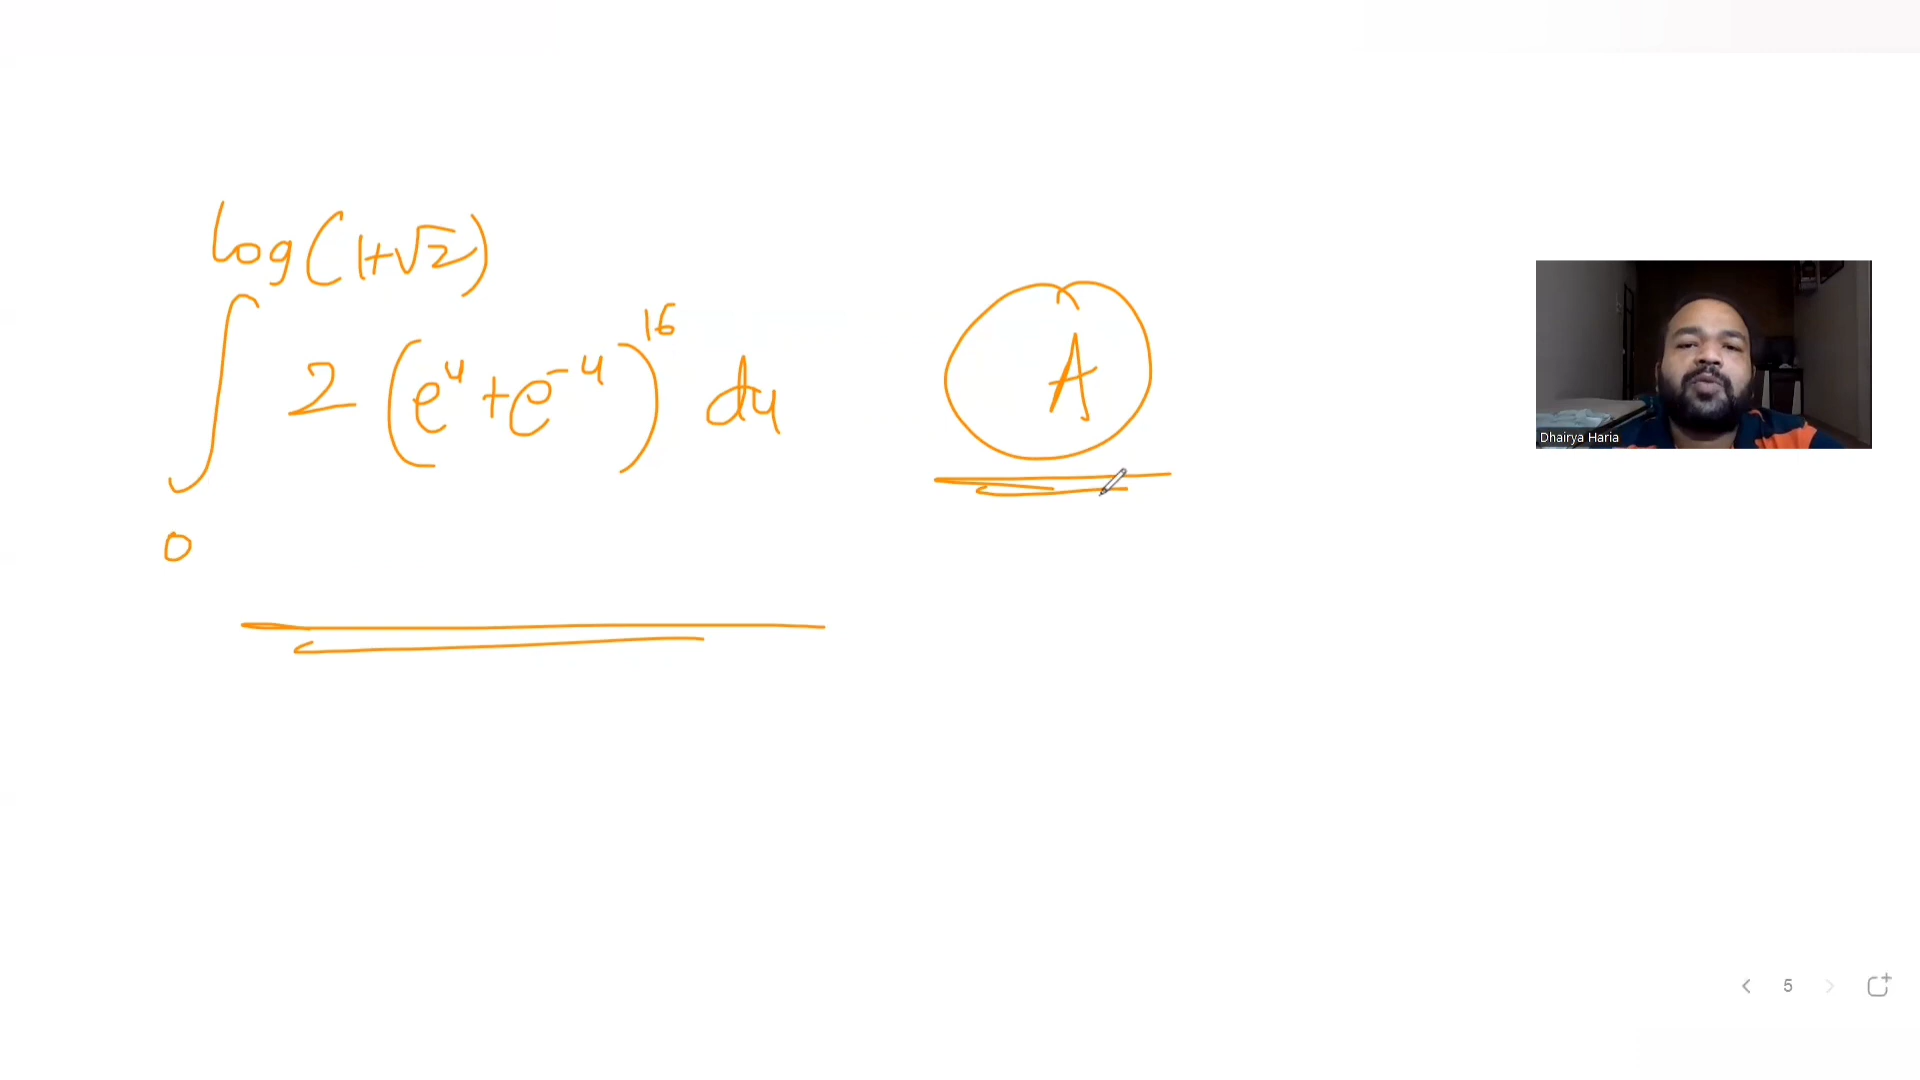 log(1+√2)
∫ 2 (e^u + e^-u)^16 du
0
A
Dhairya Haria
5